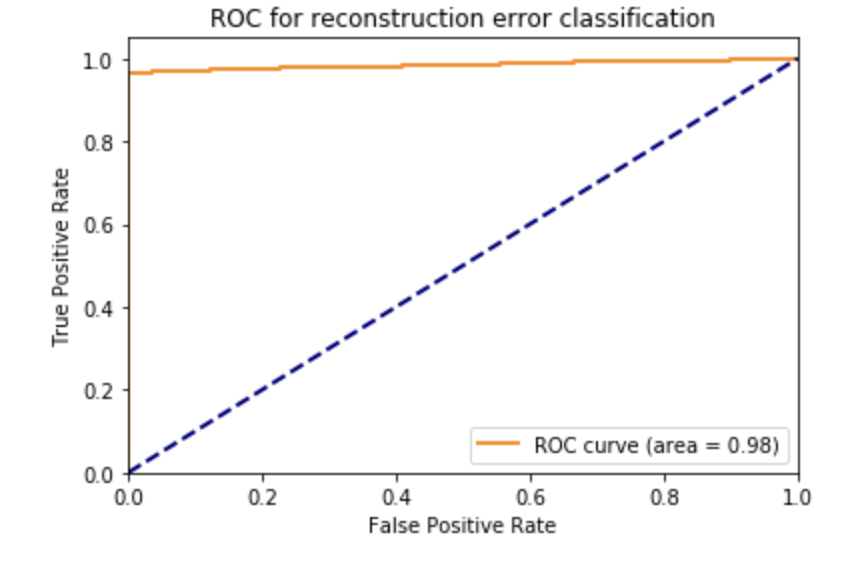 ROC for reconstruction error classification
1.0
0.8
0.6
0.4
0.2
0.0
True Positive Rate
ROC curve (area = 0.98)
0.0 0.2 0.4 0.6 0.8 1.0
False Positive Rate